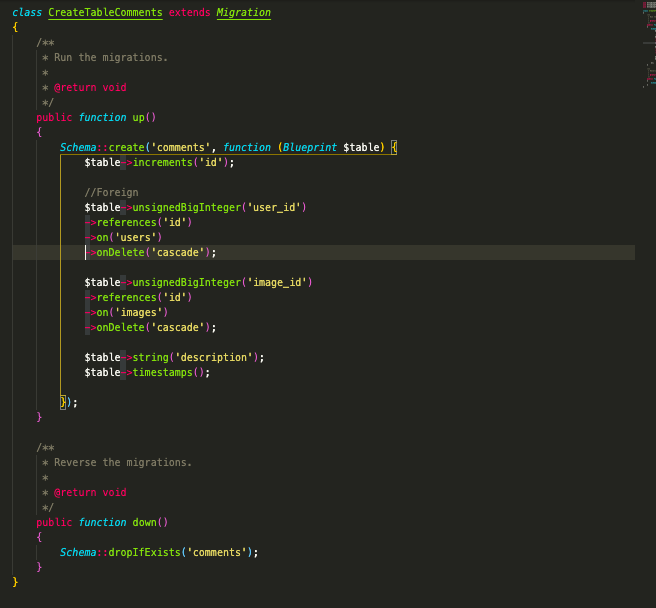 class CreateTableComments extends Migration
{
    /**
     * Run the migrations.
     *
     * @return void
     */
    public function up()
    {
        Schema::create('comments', function (Blueprint $table) {
            $table->increments('id');

            //Foreign
            $table->unsignedBigInteger('user_id')
            ->references('id')
            ->on('users')
            ->onDelete('cascade');

            $table->unsignedBigInteger('image_id')
            ->references('id')
            ->on('images')
            ->onDelete('cascade');

            $table->string('description');
            $table->timestamps();

        });
    }

    /**
     * Reverse the migrations.
     *
     * @return void
     */
    public function down()
    {
        Schema::dropIfExists('comments');
    }
}